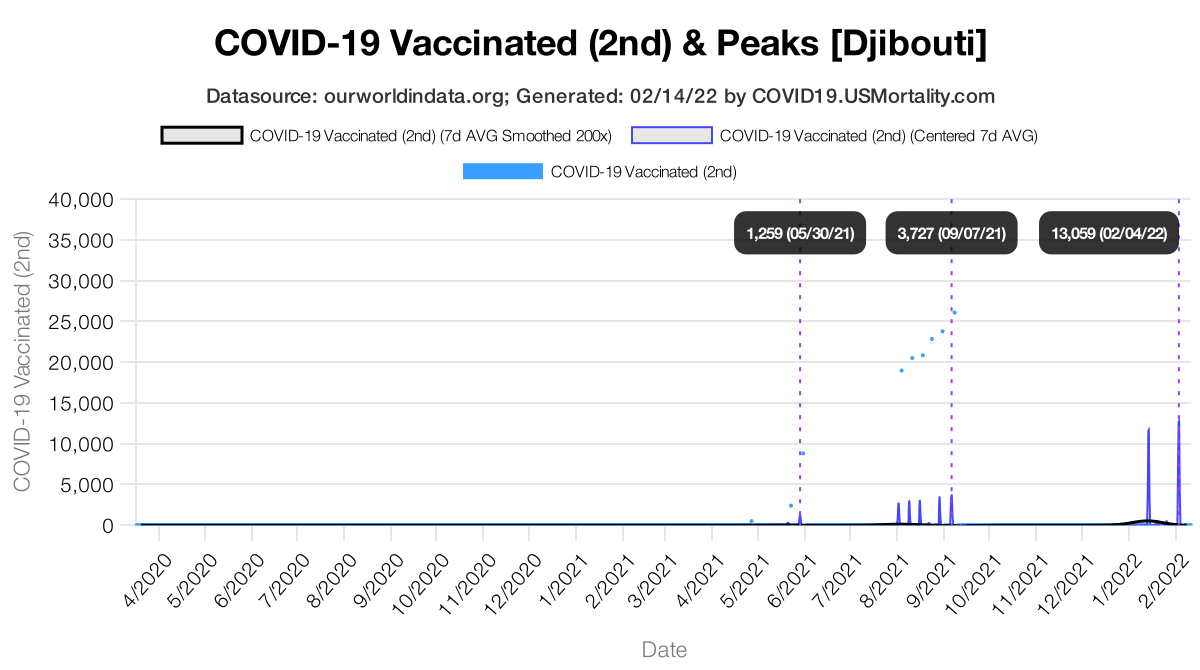 COVID-19 Vaccinated (2nd) & Peaks [Djibouti]
Datasource: ourworldindata.org; Generated: 02/14/22 by COVID19.USMortality.com
COVID-19 Vaccinated (2nd) (7d AVG Smoothed 200x) COVID-19 Vaccinated (2nd) (Centered 7d AVG)
COVID-19 Vaccinated (2nd)
COVID-19 Vaccinated (2nd)
40,000
35,000
30,000
25,000
20,000
15,000
10,000
5,000
0
1,259 (05/30/21) 3,727 (09/07/21) 13,059 (02/04/22)
4/2020 5/2020 6/2020 7/2020 8/2020 9/2020 10/2020 11/2020 12/2020 1/2021 2/2021 3/2021 4/2021 5/2021 6/2021 7/2021 8/2021 9/2021 10/2021 11/2021 12/2021 1/2022 2/2022
Date